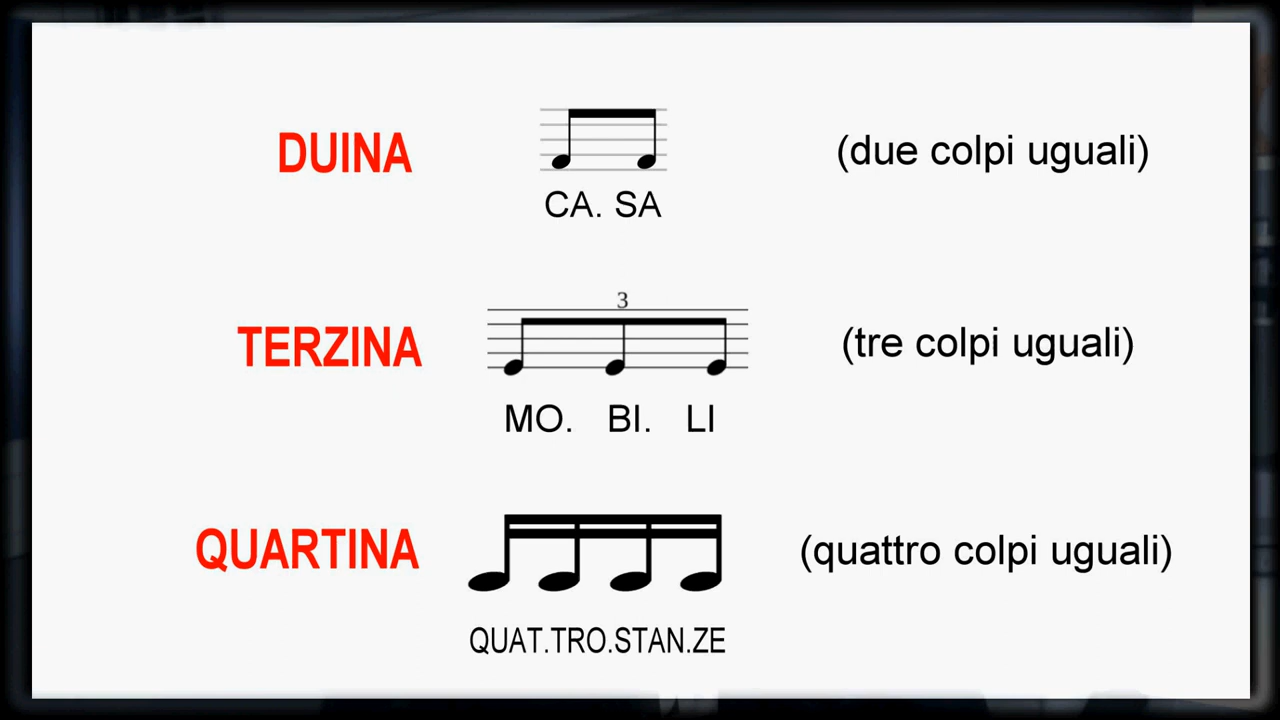 DUINA
CA. SA
(due colpi uguali)
TERZINA
3
MO. BI. LI
(tre colpi uguali)
QUARTINA
QUAT.TRO.STAN.ZE
(quattro colpi uguali)